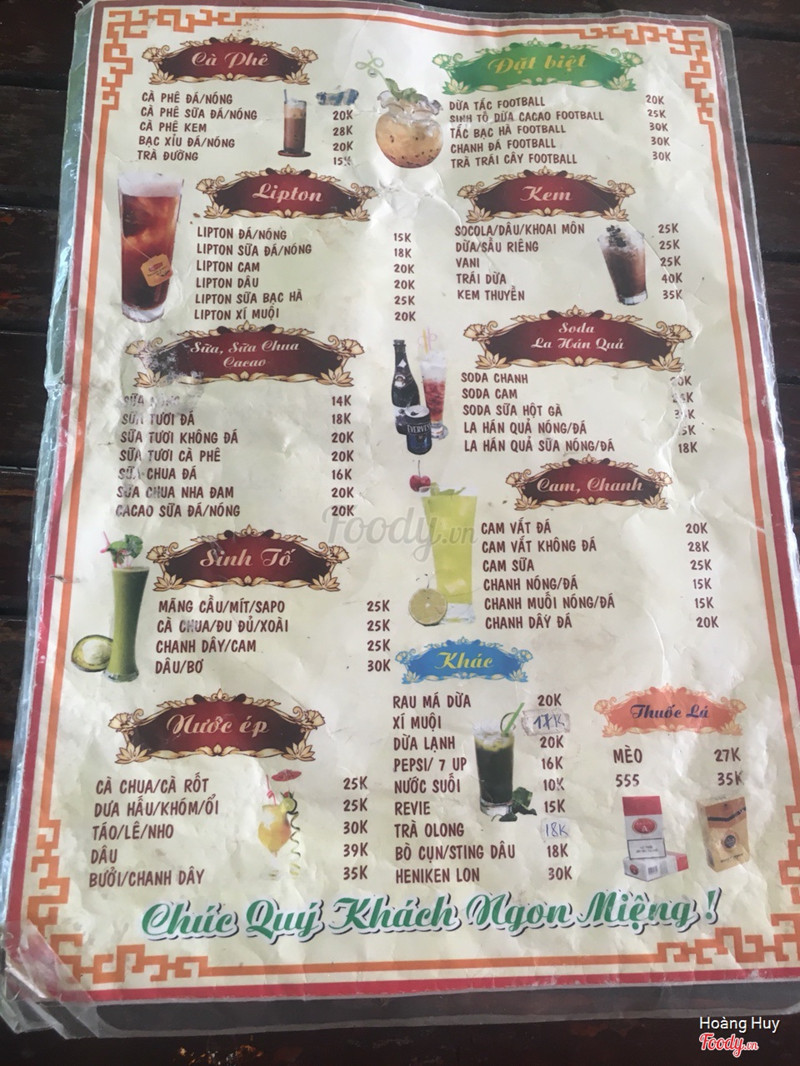 Cà Phê
CÀ PHÊ ĐÁ/NÓNG
CÀ PHÊ SỮA ĐÁ/NÓNG 20K
CÀ PHÊ KEM 28K
BẠC XỈU ĐÁ/NÓNG 20K
TRÀ ĐƯỜNG 15K
Lipton
LIPTON ĐÁ/NÓNG 15K
LIPTON SỮA ĐÁ/NÓNG 18K
LIPTON CAM 20K
LIPTON DÂU 20K
LIPTON SỮA BẠC HÀ 25K
LIPTON XÍ MUỘI 20K
Sữa, Sữa Chua
Cacao
SỮA 14K
SỮA TƯƠI ĐÁ 18K
SỮA TƯƠI KHÔNG ĐÁ 20K
SỮA TƯƠI CÀ PHÊ 20K
SỮA CHUA ĐÁ 16K
SỮA CHUA NHA ĐAM 20K
CACAO SỮA ĐÁ/NÓNG 20K
Sinh Tố
MÃNG CẦU/MÍT/SAPO 25K
CÀ CHUA/ĐU ĐỦ/XOÀI 25K
CHANH DÂY/CAM 25K
DÂU/BƠ 30K
Nước ép
CÀ CHUA/CÀ RỐT 25K
DƯA HẤU/KHÓM/ỔI 25K
TÁO/LÊ/NHO 30K
DÂU 39K
BƯỞI/CHANH DÂY 35K
Đặt biệt
DỪA TẮC FOOTBALL 20K
SINH TỐ DỪA CACAO FOOTBALL 25K
TẮC BẠC HÀ FOOTBALL 30K
CHANH ĐÁ FOOTBALL 30K
TRÀ TRÁI CÂY FOOTBALL 30K
Kem
SOCOLA/DÂU/KHOAI MÔN 25K
DỪA/SẦU RIÊNG 25K
VANI 25K
TRÁI DỪA 40K
KEM THUYỀN 35K
Soda
La Hán Quả
SODA CHANH
SODA CAM
SODA SỮA HỘT GÀ
LA HÁN QUẢ NÓNG/ĐÁ
LA HÁN QUẢ SỮA NÓNG/ĐÁ 18K
Cam, Chanh
CAM VẮT ĐÁ 20K
CAM VẮT KHÔNG ĐÁ 28K
CAM SỮA 25K
CHANH NÓNG/ĐÁ 15K
CHANH MUỐI NÓNG/ĐÁ 15K
CHANH DÂY ĐÁ 20K
Khác
RAU MÁ DỪA 20K
XÍ MUỘI 17K
DỪA LẠNH 20K
PEPSI/ 7 UP 16K
NƯỚC SUỐI 10K
REVIE 15K
TRÀ OLONG 18K
BÒ CỤN/STING DÂU 18K
HENIKEN LON 30K
Thuốc Lá
MÈO 27K
555 35K
Chúc Quý Khách Ngon Miệng !
Foody.vn
Hoàng Huy
Foody.vn